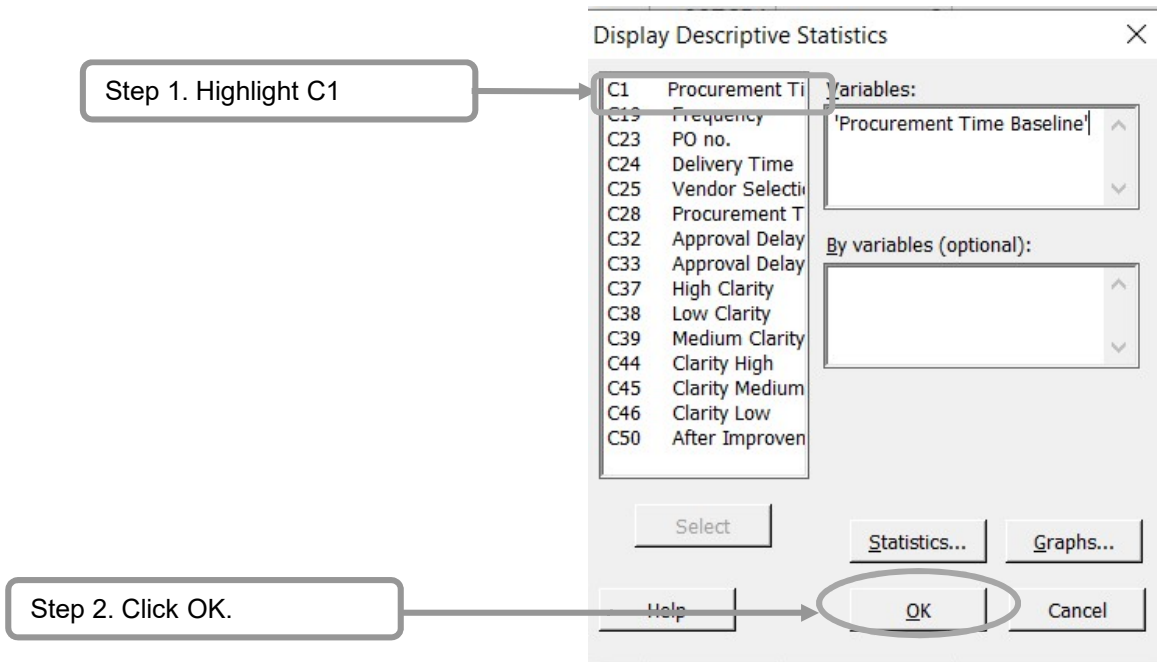 Display Descriptive Statistics
Step 1. Highlight C1
C1 Procurement Ti
C19 Frequency
C23 PO no.
C24 Delivery Time
C25 Vendor Selecti
C28 Procurement T
C32 Approval Delay
C33 Approval Delay
C37 High Clarity
C38 Low Clarity
C39 Medium Clarity
C44 Clarity High
C45 Clarity Medium
C46 Clarity Low
C50 After Improven
Variables:
'Procurement Time Baseline'
By variables (optional):
Select
Statistics...
Graphs...
Step 2. Click OK.
Help
OK
Cancel